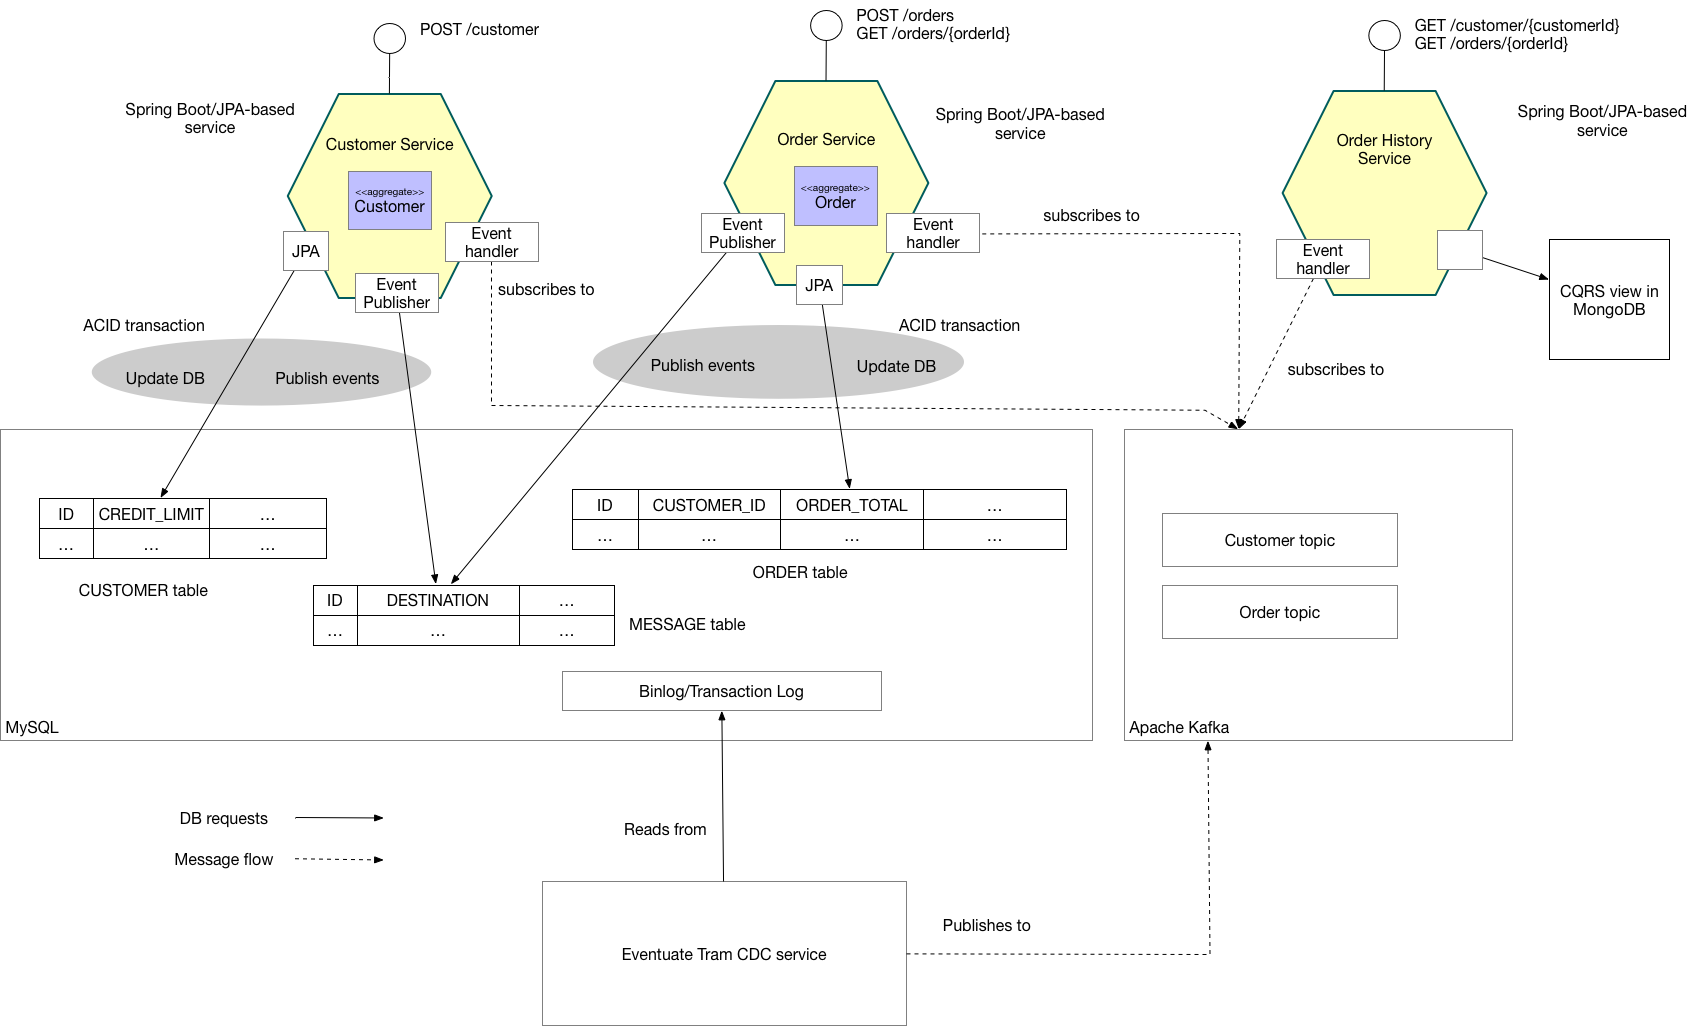 POST /customer
POST /orders
GET /orders/{orderId}
GET /customer/{customerId}
GET /orders/{orderId}
Spring Boot/JPA-based
service
Customer Service
<<aggregate>>
Customer
JPA
Event
Publisher
Event
handler
subscribes to
Spring Boot/JPA-based
service
Order Service
<<aggregate>>
Order
Event
Publisher
JPA
Event
handler
subscribes to
Spring Boot/JPA-based
service
Order History
Service
Event
handler
subscribes to
CQRS view in
MongoDB
ACID transaction
Update DB
Publish events
ACID transaction
Publish events
Update DB
ID CREDIT_LIMIT ...
... ... ...
CUSTOMER table
ID CUSTOMER_ID ORDER_TOTAL ...
... ... ... ...
ORDER table
ID DESTINATION ...
... ... ...
MESSAGE table
Binlog/Transaction Log
MySQL
Customer topic
Order topic
Apache Kafka
DB requests
Message flow
Reads from
Publishes to
Eventuate Tram CDC service